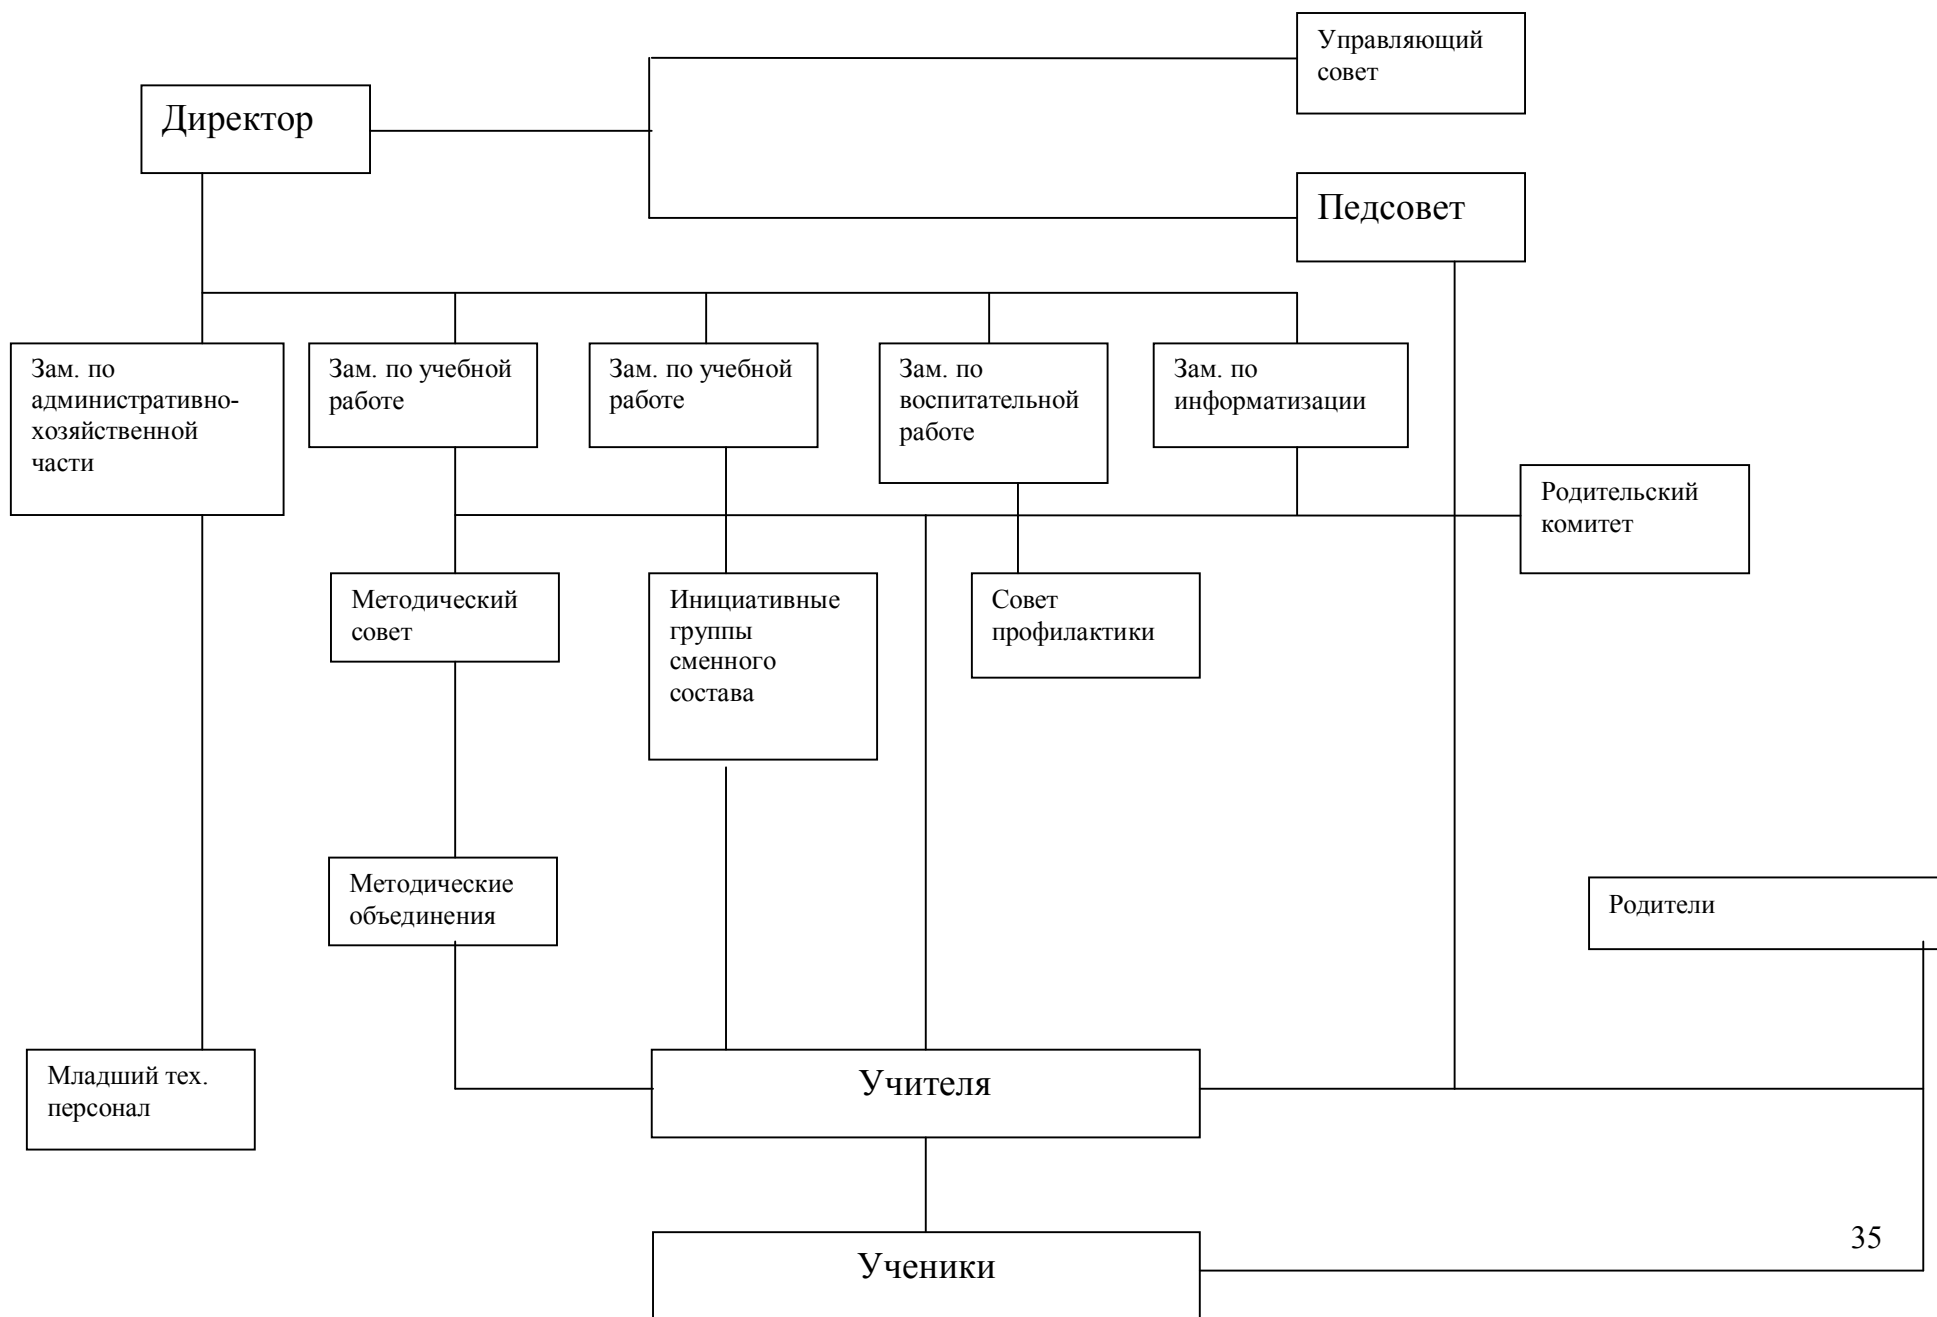 Управляющий
совет
Директор
Педсовет
Зам. по
административно-
хозяйственной
части
Зам. по учебной
работе
Зам. по учебной
работе
Зам. по
воспитательной
работе
Зам. по
информатизации
Родительский
комитет
Методический
совет
Инициативные
группы
сменного
состава
Совет
профилактики
Методические
объединения
Родители
Младший тех.
персонал
Учителя
35
Ученики